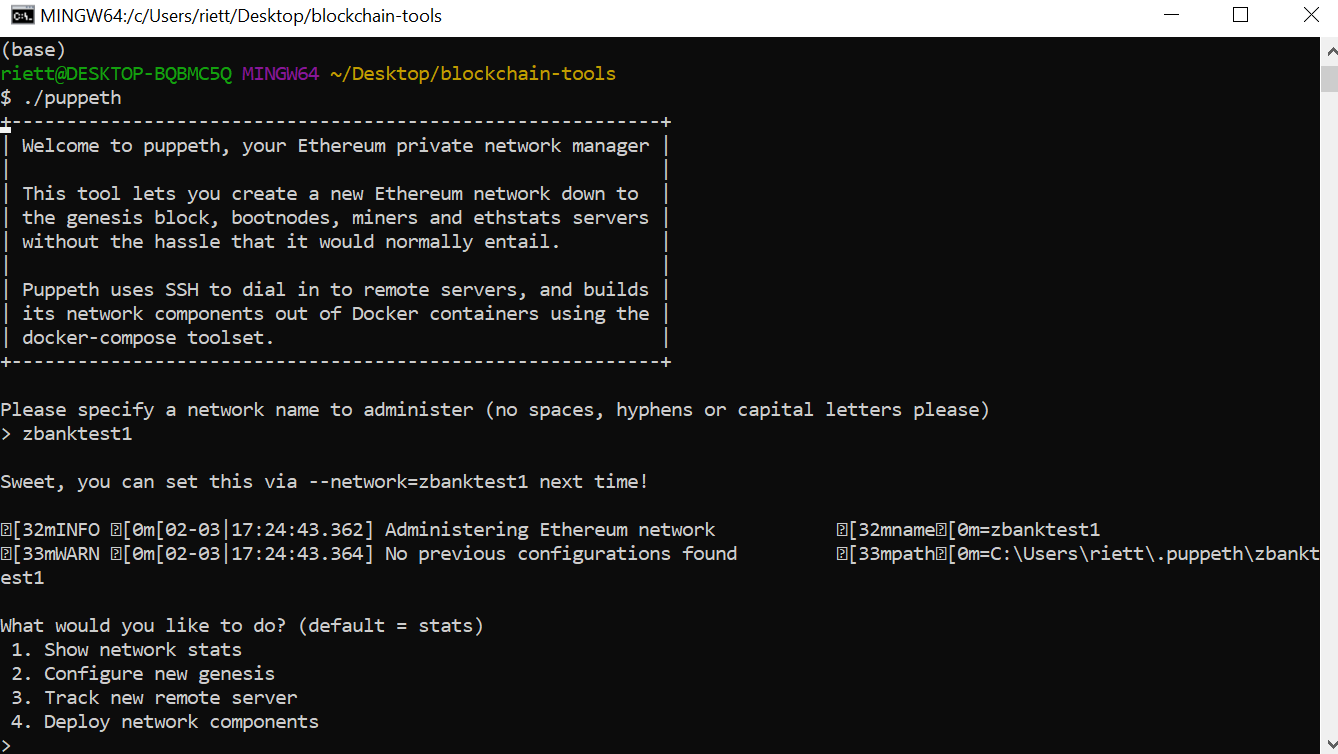 MINGW64:/c/Users/riett/Desktop/blockchain-tools
(base)
riett@DESKTOP-BQBMC5Q MINGW64 ~/Desktop/blockchain-tools
$ ./puppeth
+-----------------------------------------------------------+
| Welcome to puppeth, your Ethereum private network manager |
|                                                           |
| This tool lets you create a new Ethereum network down to  |
| the genesis block, bootnodes, miners and ethstats servers |
| without the hassle that it would normally entail.         |
|                                                           |
| Puppeth uses SSH to dial in to remote servers, and builds |
| its network components out of Docker containers using the |
| docker-compose toolset.                                   |
+-----------------------------------------------------------+
Please specify a network name to administer (no spaces, hyphens or capital letters please)
> zbanktest1
Sweet, you can set this via --network=zbanktest1 next time!
[32mINFO [0m[02-03|17:24:43.362] Administering Ethereum network           [32mname[0m=zbanktest1
[33mWARN [0m[02-03|17:24:43.364] No previous configurations found         [33mpath[0m=C:\Users\riett\.puppeth\zbankt
est1
What would you like to do? (default = stats)
 1. Show network stats
 2. Configure new genesis
 3. Track new remote server
 4. Deploy network components
>